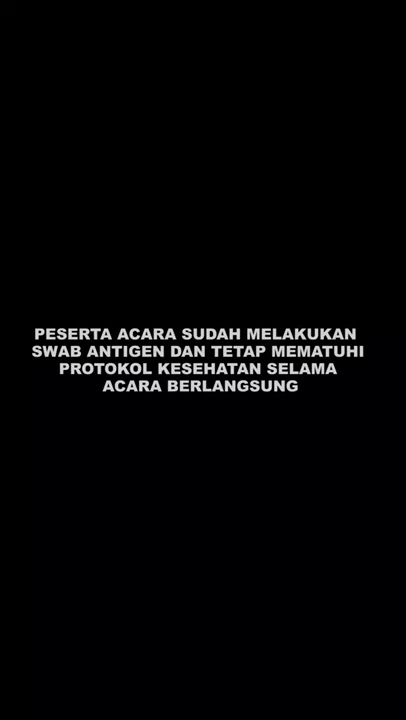 PESERTA ACARA SUDAH MELAKUKAN
SWAB ANTIGEN DAN TETAP MEMATUHI
PROTOKOL KESEHATAN SELAMA
ACARA BERLANGSUNG